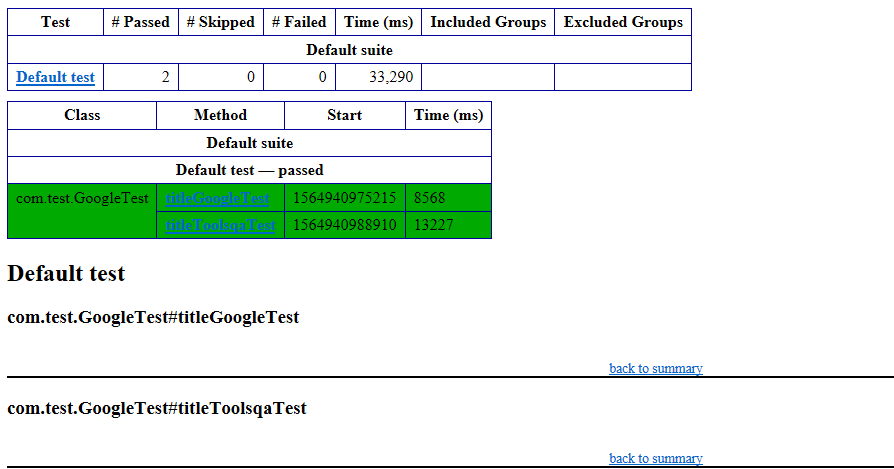 Test # Passed # Skipped # Failed Time (ms) Included Groups Excluded Groups
Default suite
Default test 2 0 0 33,290
Class Method Start Time (ms)
Default suite
Default test — passed
com.test.GoogleTest titleGoogleTest 1564940975215 8568
titleToolsqaTest 1564940988910 13227
Default test
com.test.GoogleTest#titleGoogleTest
back to summary
com.test.GoogleTest#titleToolsqaTest
back to summary